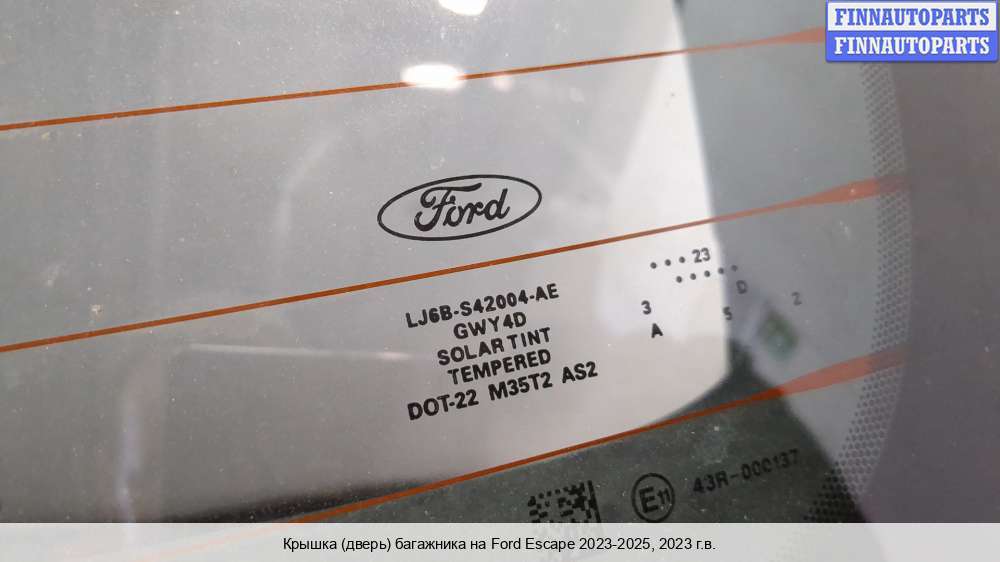 FINNAUTOPARTS
FINNAUTOPARTS
Ford
LJ6B-S42004-AE
GWY4D
SOLAR TINT
TEMPERED
DOT-22 M35T2 AS2
• • • 23
• • • • •
D
3 2
A 5
E11 43R-000137
Крышка (дверь) багажника на Ford Escape 2023-2025, 2023 г.в.